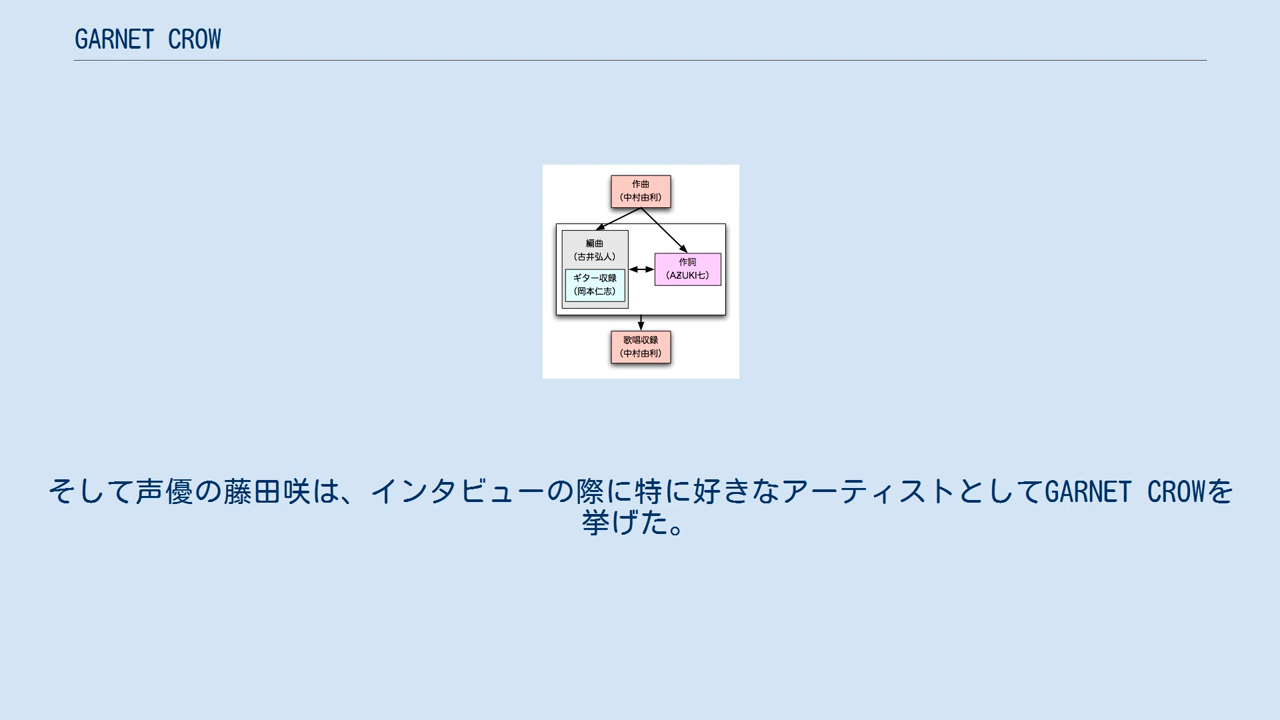 GARNET CROW
作曲
(中村由利)
編曲
(古井弘人)
ギター収録
(岡本仁志)
作詞
(AZUKI七)
歌唱収録
(中村由利)
そして声優の藤田咲は、インタビューの際に特に好きなアーティストとしてGARNET CROWを
挙げた。